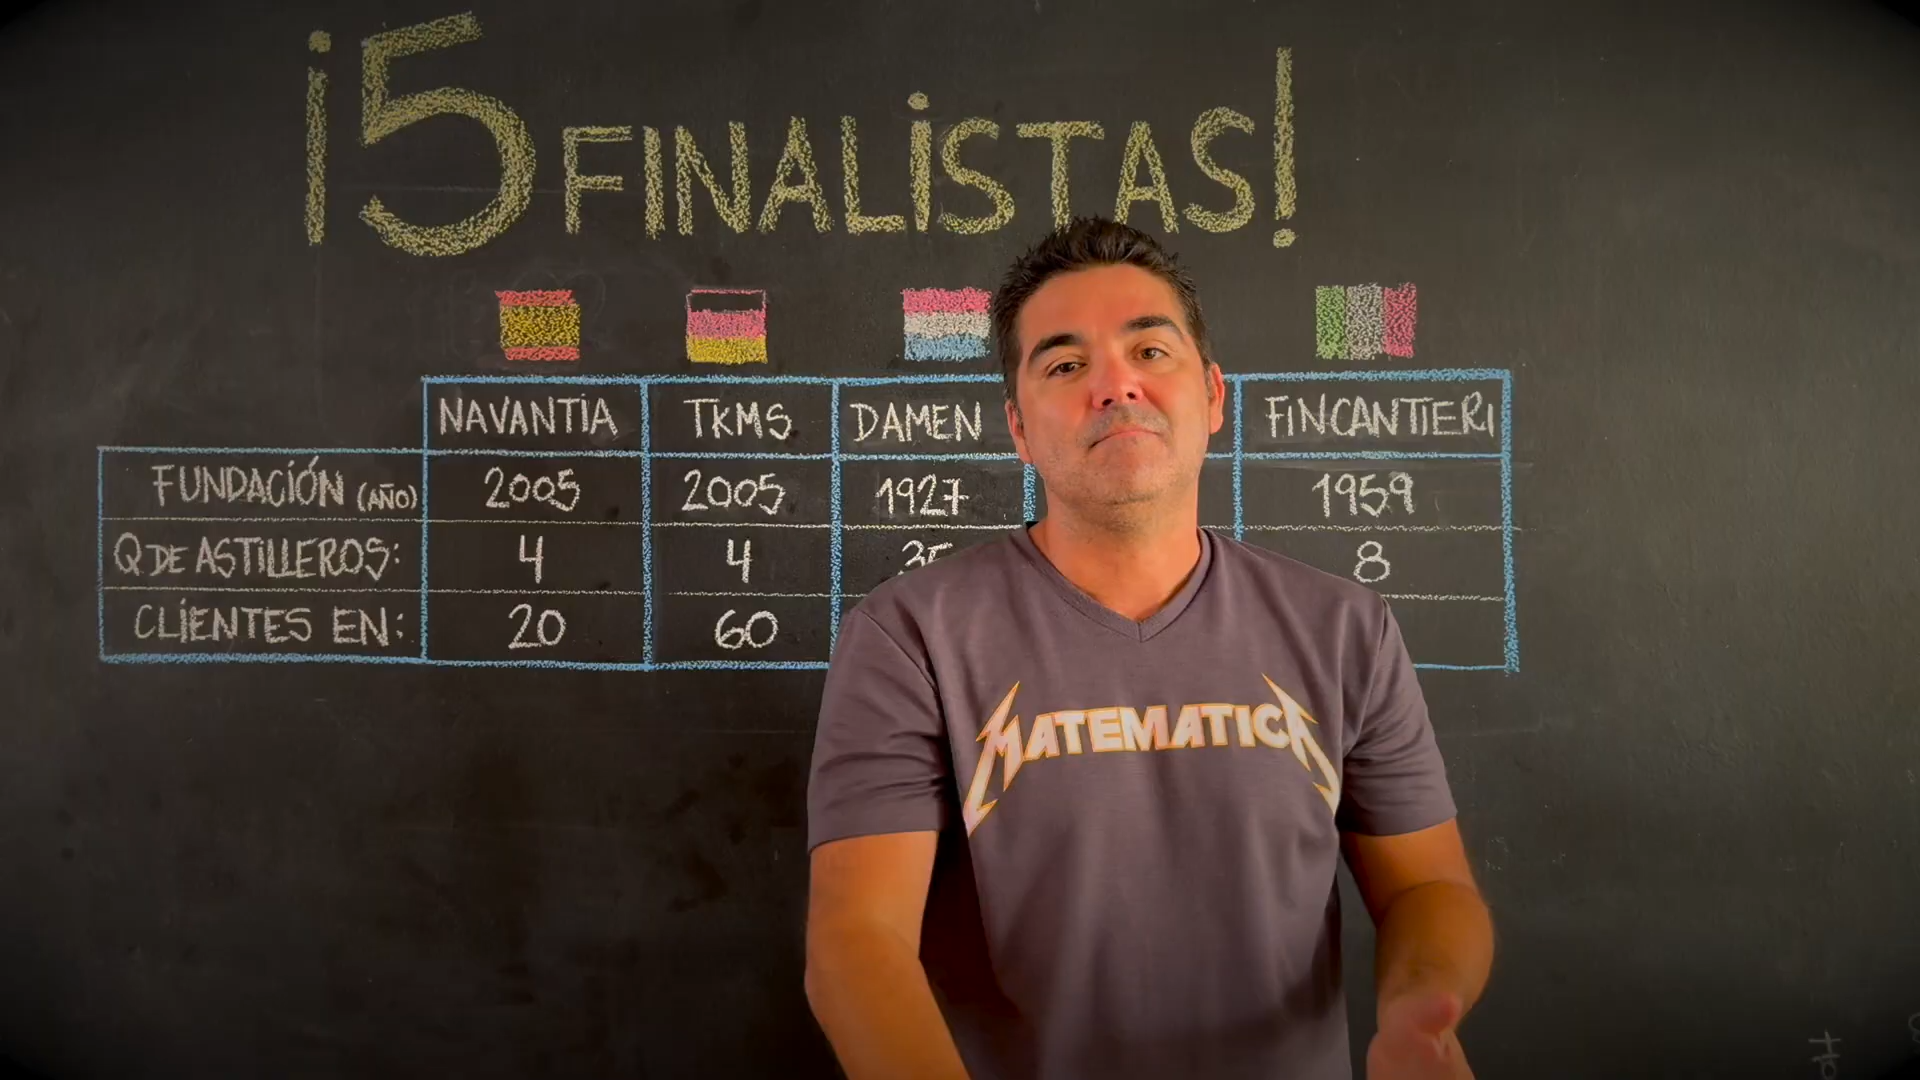 ¡5 FINALISTAS!
NAVANTIA TKMS DAMEN FINCANTIERI
FUNDACIÓN (AÑO) 2005 2005 1927 1959
Q DE ASTILLEROS: 4 4 8
CLIENTES EN: 20 60
MATEMATICA